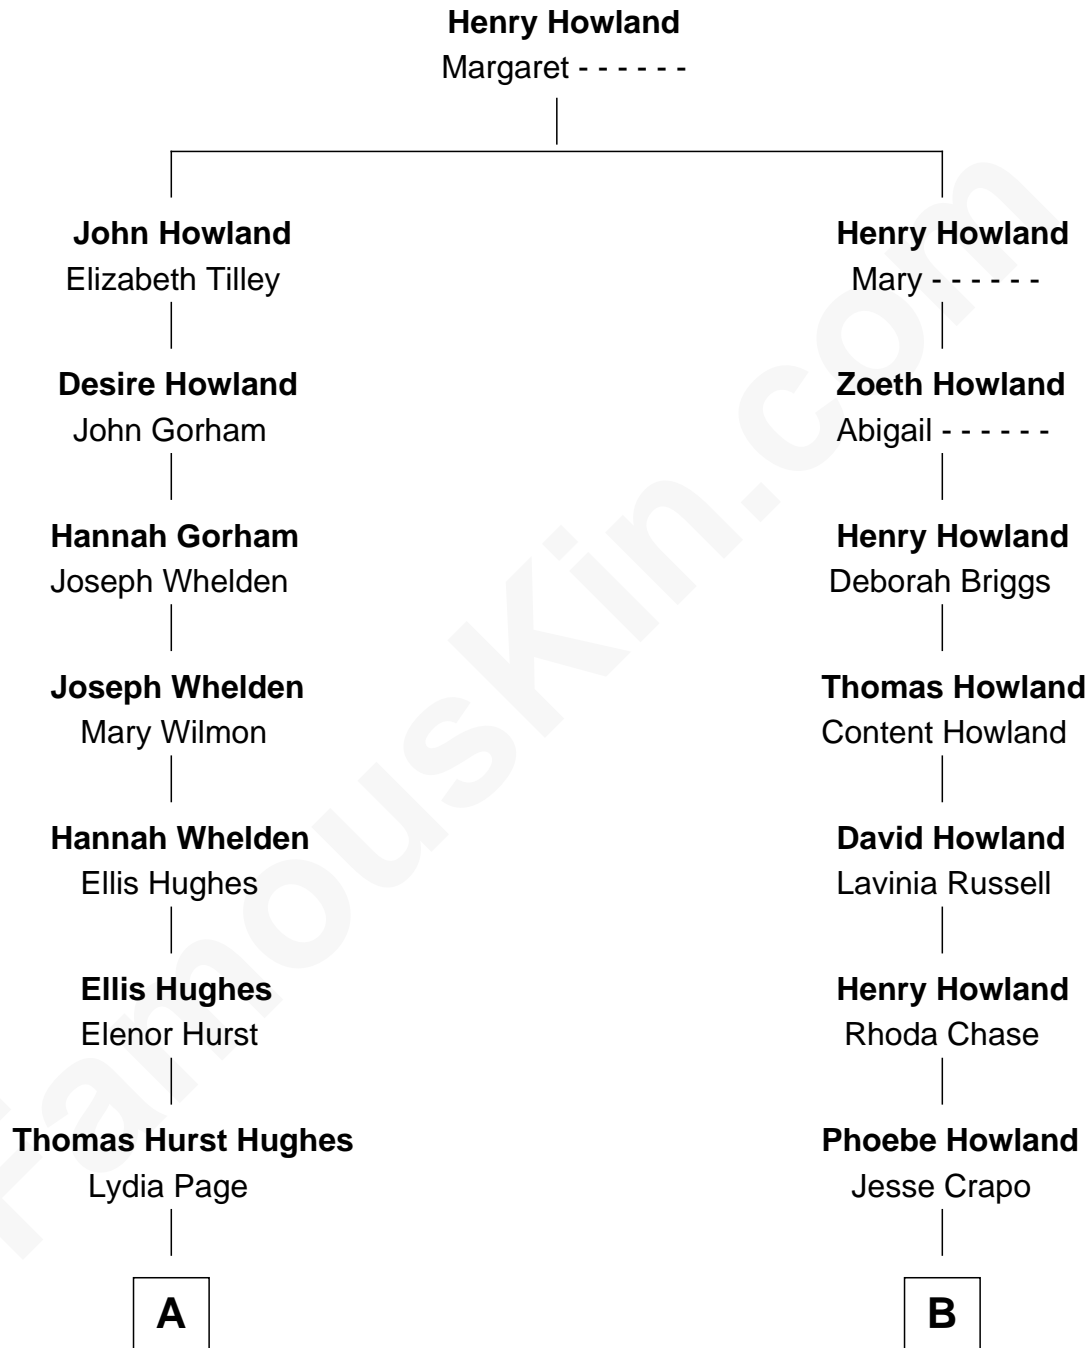 Henry Howland
Margaret - - - - - -
John Howland
Elizabeth Tilley
Henry Howland
Mary - - - - - -
Desire Howland
John Gorham
Zoeth Howland
Abigail - - - - - -
Hannah Gorham
Joseph Whelden
Henry Howland
Deborah Briggs
Joseph Whelden
Mary Wilmon
Thomas Howland
Content Howland
Hannah Whelden
Ellis Hughes
David Howland
Lavinia Russell
Ellis Hughes
Elenor Hurst
Henry Howland
Rhoda Chase
Thomas Hurst Hughes
Lydia Page
Phoebe Howland
Jesse Crapo
A
B
FamousKin.com